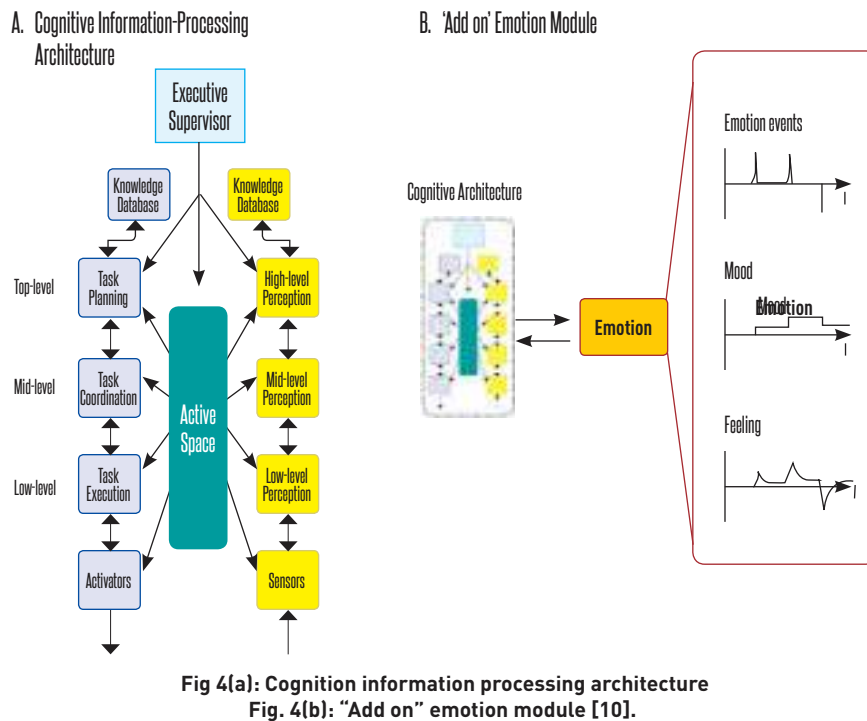 A. Cognitive Information-Processing
Architecture
Executive
Supervisor
Knowledge
Database
Knowledge
Database
Top-level
Task
Planning
High-level
Perception
Mid-level
Task
Coordination
Mid-level
Perception
Active
Space
Low-level
Task
Execution
Low-level
Perception
Activators
Sensors
B. 'Add on' Emotion Module
Cognitive Architecture
Emotion
Emotion events
Mood
Mood
Emotion
Feeling
Fig 4(a): Cognition information processing architecture
Fig. 4(b): “Add on” emotion module [10].